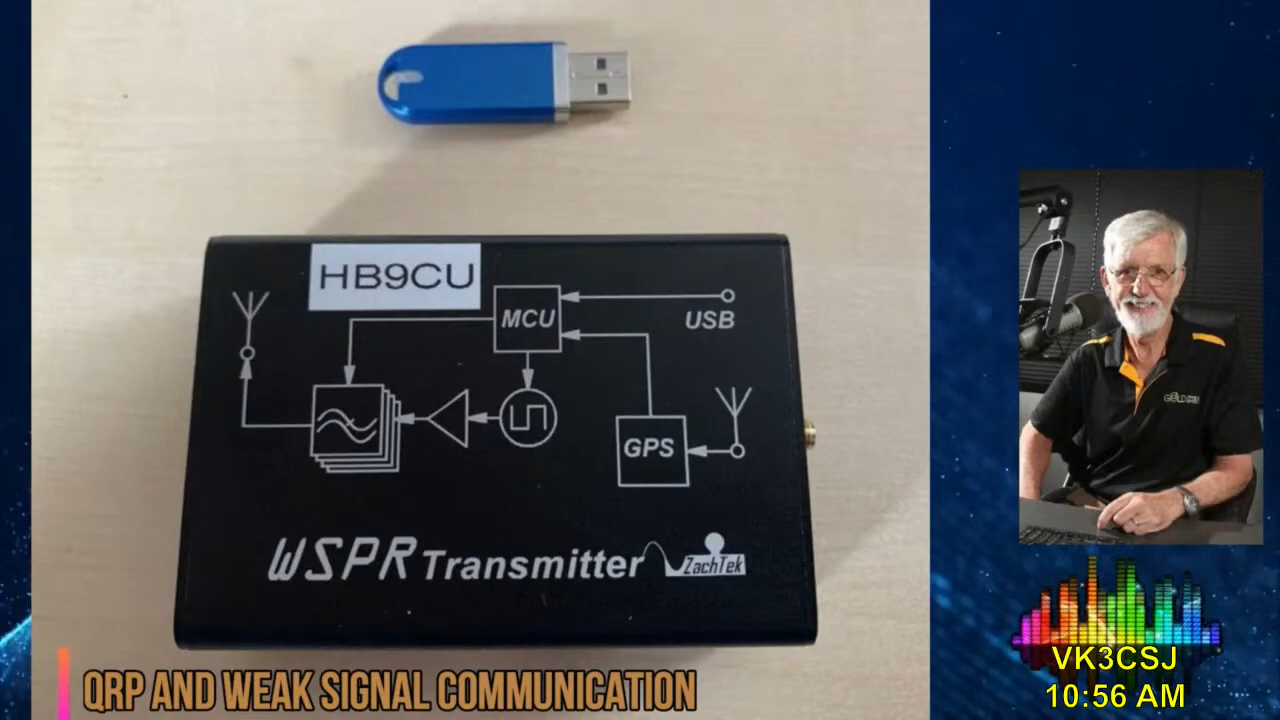 HB9CU
MCU
USB
GPS
WSPR Transmitter
ZachTek
QRP AND WEAK SIGNAL COMMUNICATION
VK3CSJ
10:56 AM